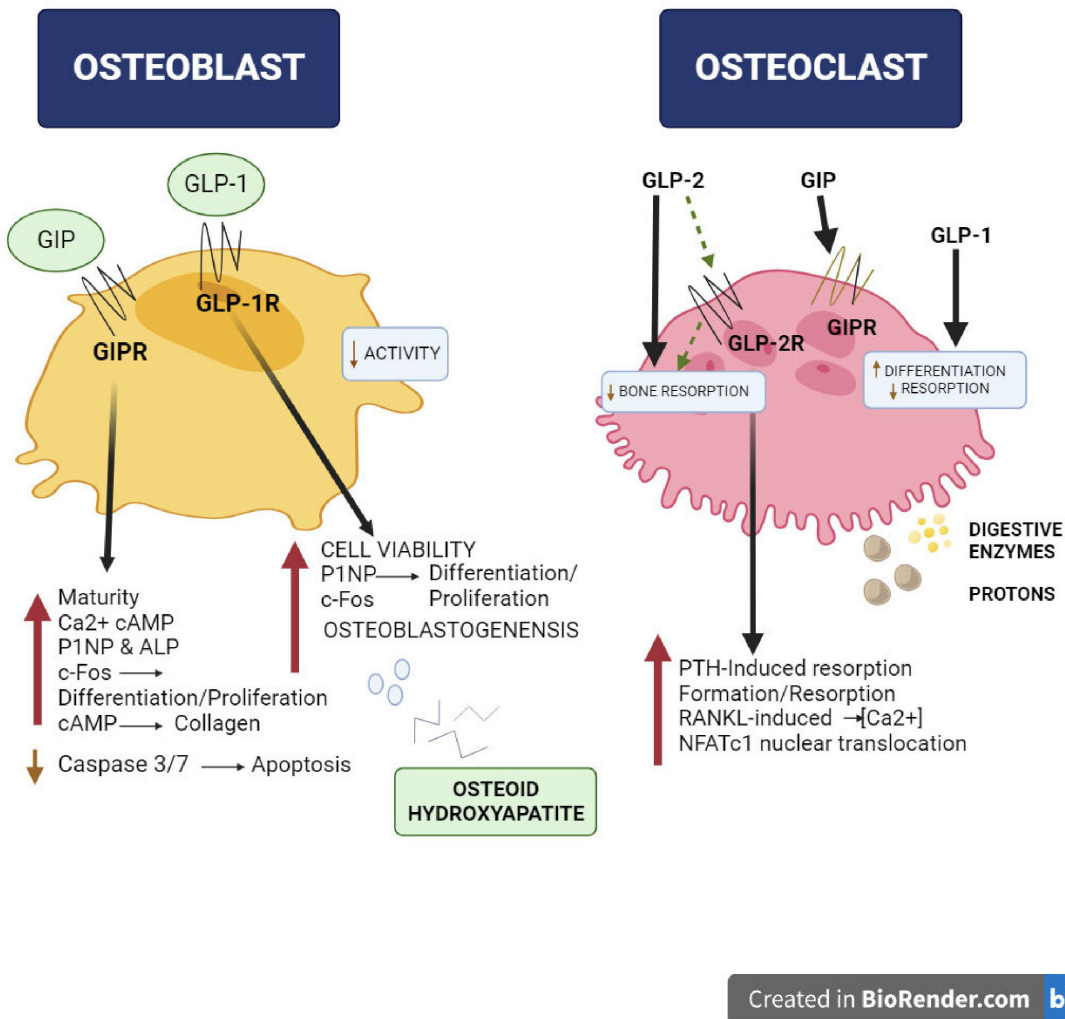 OSTEOBLAST
GLP-1
GIP
GLP-1R
GIPR
↓ ACTIVITY
CELL VIABILITY
P1NP → Differentiation/
c-Fos Proliferation
OSTEOBLASTOGENENSIS
Maturity
Ca2+ cAMP
P1NP & ALP
c-Fos →
Differentiation/Proliferation
cAMP → Collagen
Caspase 3/7 → Apoptosis
OSTEOID
HYDROXYAPATITE
OSTEOCLAST
GLP-2
GIP
GLP-1
GLP-2R
GIPR
↓ BONE RESORPTION
↑ DIFFERENTIATION
↓ RESORPTION
DIGESTIVE
ENZYMES
PROTONS
PTH-Induced resorption
Formation/Resorption
RANKL-induced →[Ca2+]
NFATc1 nuclear translocation
Created in BioRender.com b